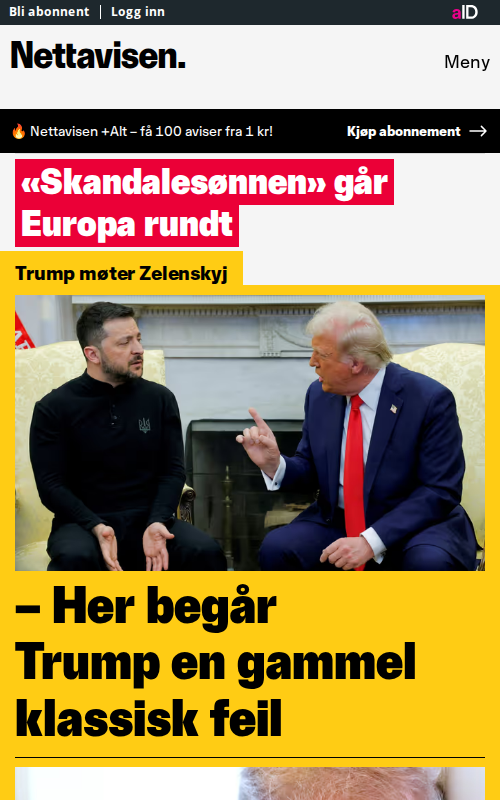 Bli abonnent | Logg inn aID
Nettavisen.
Meny
🔥 Nettavisen +Alt – få 100 aviser fra 1 kr! Kjøp abonnement →
«Skandalesønnen» går
Europa rundt
Trump møter Zelenskyj
– Her begår
Trump en gammel
klassisk feil